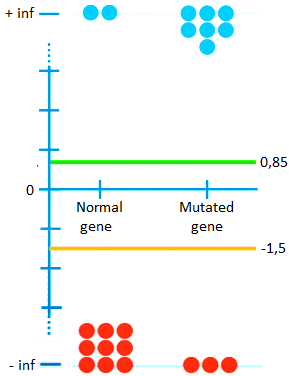 + inf
0,85
0
Normal
gene
Mutated
gene
-1,5
- inf